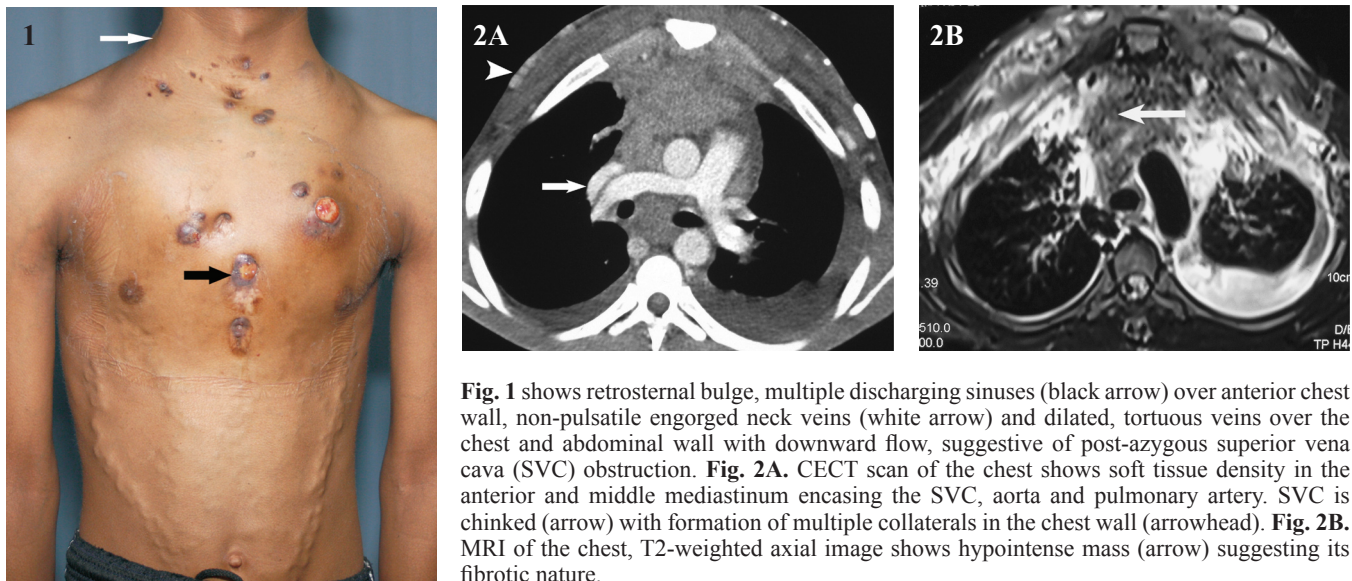 1
2A
2B
.39
510.0
00.0
10cm
D/E
TP H44
Fig. 1 shows retrosternal bulge, multiple discharging sinuses (black arrow) over anterior chest
wall, non-pulsatile engorged neck veins (white arrow) and dilated, tortuous veins over the
chest and abdominal wall with downward flow, suggestive of post-azygous superior vena
cava (SVC) obstruction. Fig. 2A. CECT scan of the chest shows soft tissue density in the
anterior and middle mediastinum encasing the SVC, aorta and pulmonary artery. SVC is
chinked (arrow) with formation of multiple collaterals in the chest wall (arrowhead). Fig. 2B.
MRI of the chest, T2-weighted axial image shows hypointense mass (arrow) suggesting its
fibrotic nature.